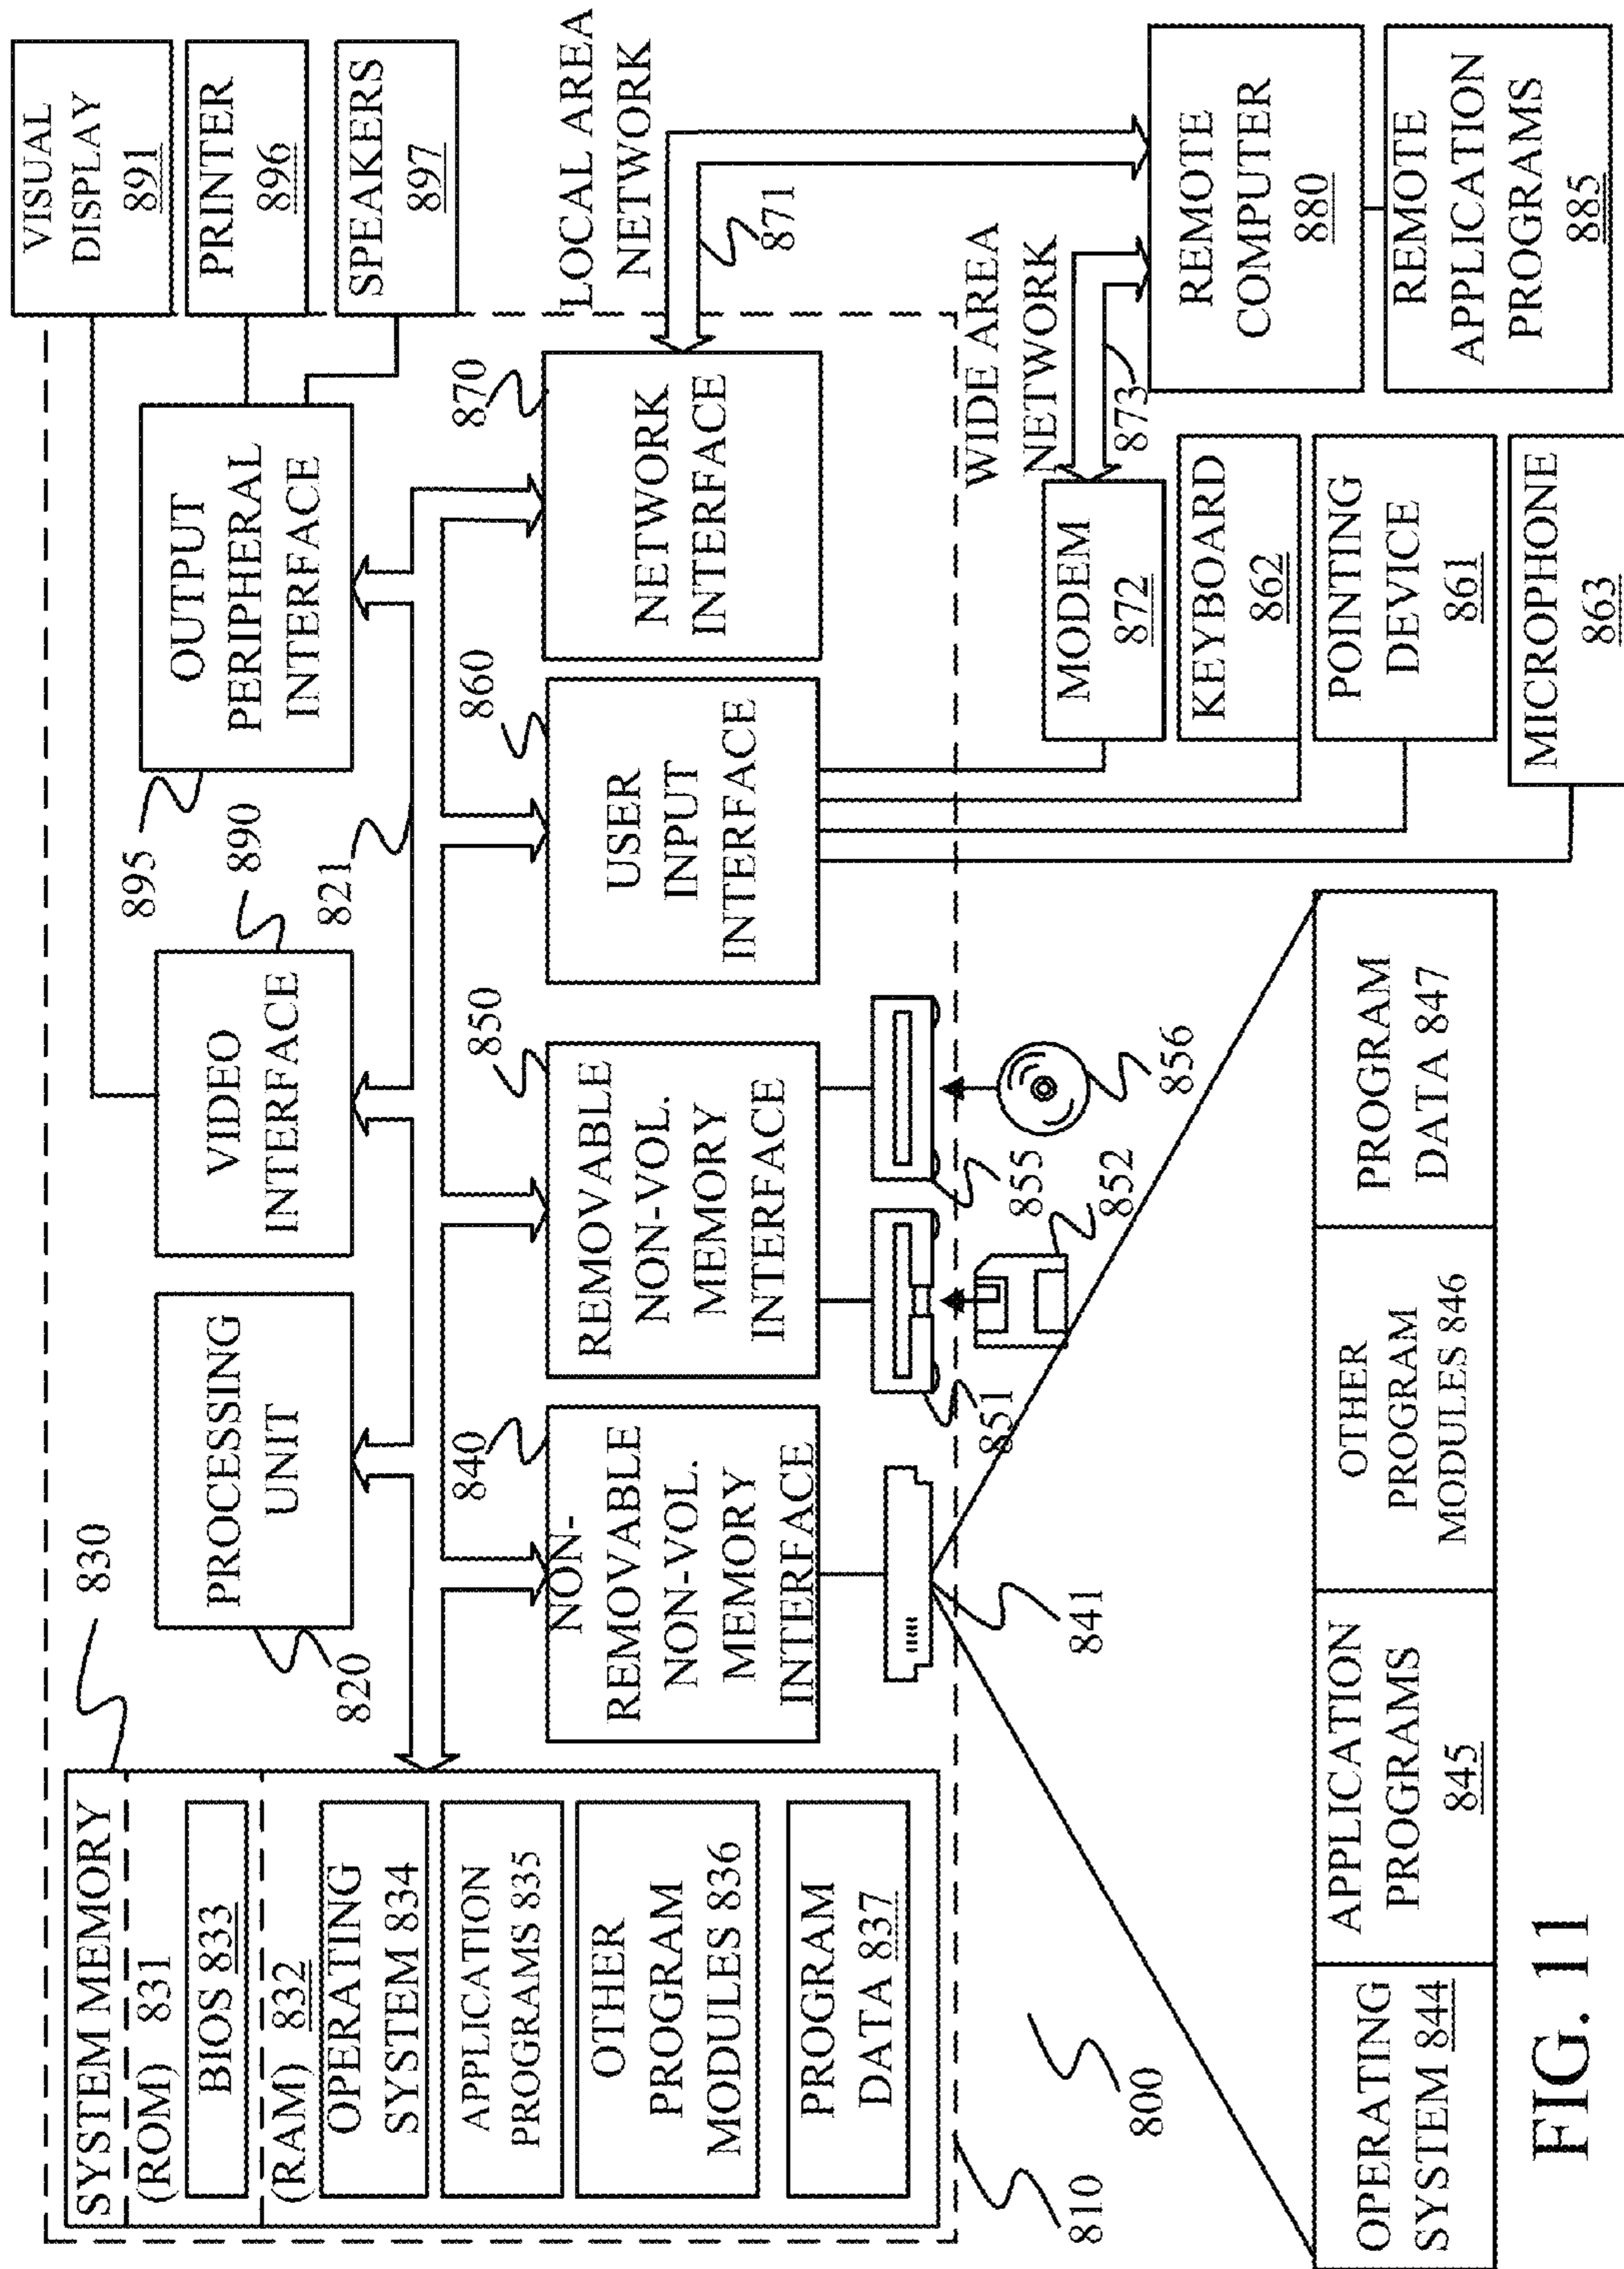 SYSTEM MEMORY
(ROM) 831
BIOS 833
(RAM) 832
OPERATING
SYSTEM 834
APPLICATION
PROGRAMS 835
OTHER
PROGRAM
MODULES 836
PROGRAM
DATA 837
830
820
PROCESSING
UNIT
VIDEO
INTERFACE
890
895
821
OUTPUT
PERIPHERAL
INTERFACE
VISUAL
DISPLAY
891
PRINTER
896
SPEAKERS
897
840
NON-
REMOVABLE
NON-VOL.
MEMORY
INTERFACE
850
REMOVABLE
NON-VOL.
MEMORY
INTERFACE
860
USER
INPUT
INTERFACE
870
NETWORK
INTERFACE
LOCAL AREA
NETWORK
871
841
851
852
855
856
WIDE AREA
NETWORK
873
MODEM
872
KEYBOARD
862
POINTING
DEVICE
861
MICROPHONE
863
REMOTE
COMPUTER
880
REMOTE
APPLICATION
PROGRAMS
885
810
800
OPERATING
SYSTEM 844
APPLICATION
PROGRAMS
845
OTHER
PROGRAM
MODULES 846
PROGRAM
DATA 847
FIG. 11